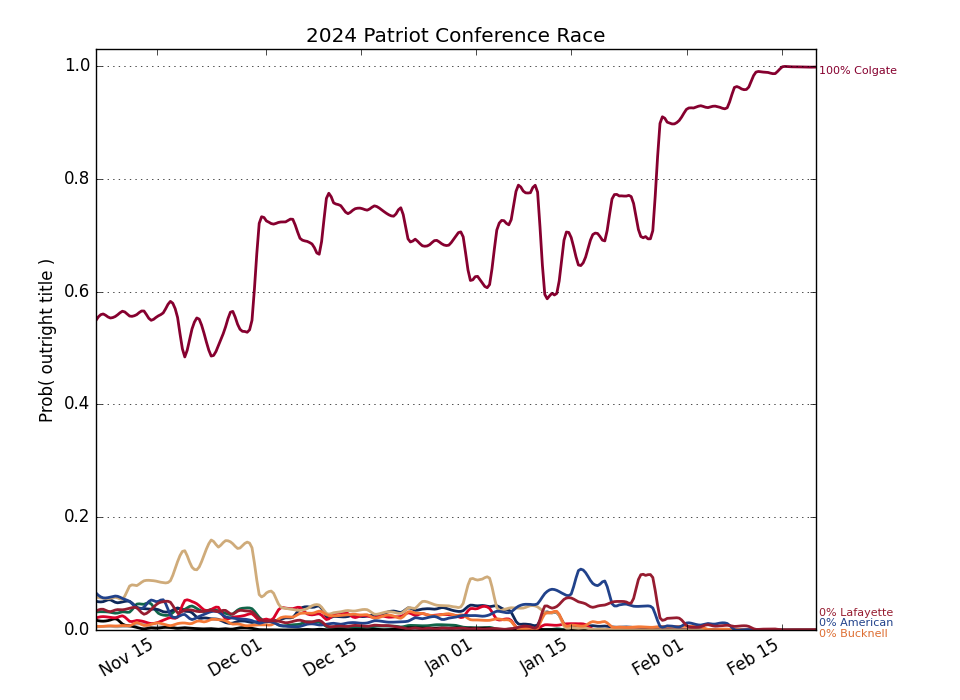 2024 Patriot Conference Race
Prob( outright title )
1.0
0.8
0.6
0.4
0.2
0.0
Nov 15
Dec 01
Dec 15
Jan 01
Jan 15
Feb 01
Feb 15
100% Colgate
0% Lafayette
0% American
0% Bucknell